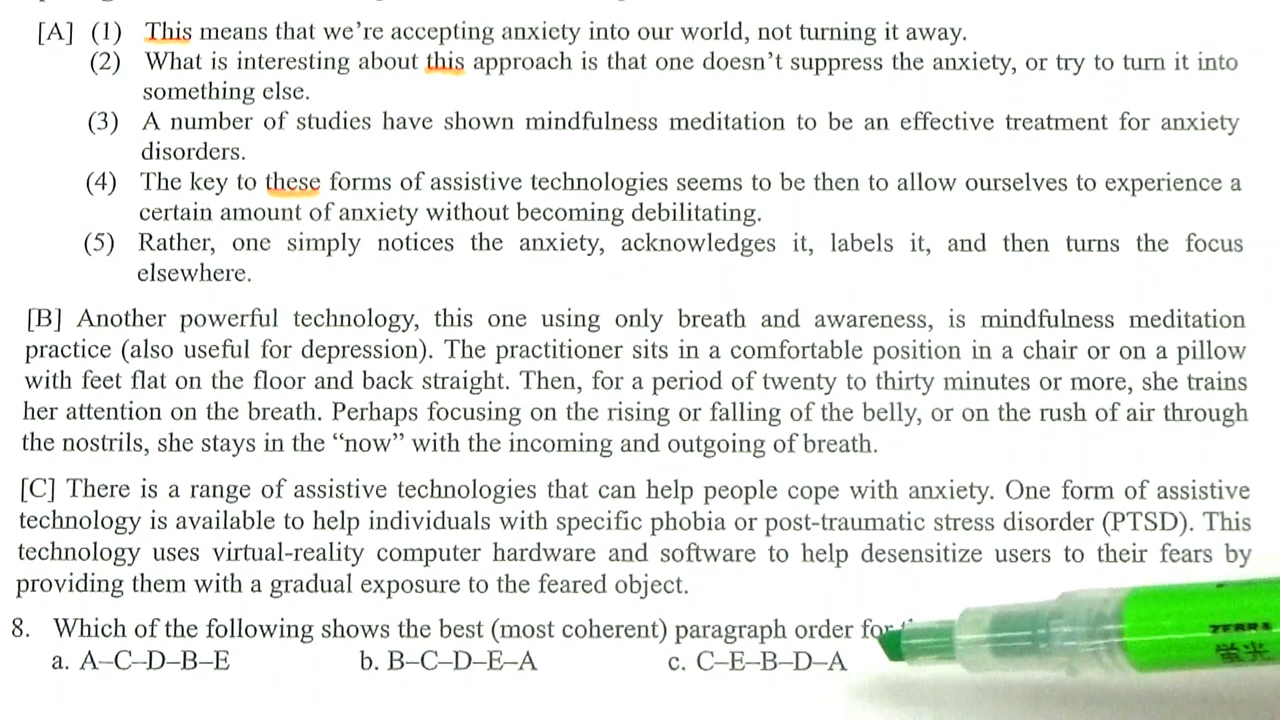 [A] (1) This means that we're accepting anxiety into our world, not turning it away.
(2) What is interesting about this approach is that one doesn't suppress the anxiety, or try to turn it into
something else.
(3) A number of studies have shown mindfulness meditation to be an effective treatment for anxiety
disorders.
(4) The key to these forms of assistive technologies seems to be then to allow ourselves to experience a
certain amount of anxiety without becoming debilitating.
(5) Rather, one simply notices the anxiety, acknowledges it, labels it, and then turns the focus
elsewhere.
[B] Another powerful technology, this one using only breath and awareness, is mindfulness meditation
practice (also useful for depression). The practitioner sits in a comfortable position in a chair or on a pillow
with feet flat on the floor and back straight. Then, for a period of twenty to thirty minutes or more, she trains
her attention on the breath. Perhaps focusing on the rising or falling of the belly, or on the rush of air through
the nostrils, she stays in the “now” with the incoming and outgoing of breath.
[C] There is a range of assistive technologies that can help people cope with anxiety. One form of assistive
technology is available to help individuals with specific phobia or post-traumatic stress disorder (PTSD). This
technology uses virtual-reality computer hardware and software to help desensitize users to their fears by
providing them with a gradual exposure to the feared object.
8. Which of the following shows the best (most coherent) paragraph order for
a. A–C–D–B–E b. B–C–D–E–A c. C–E–B–D–A
ZEBRA
蛍光